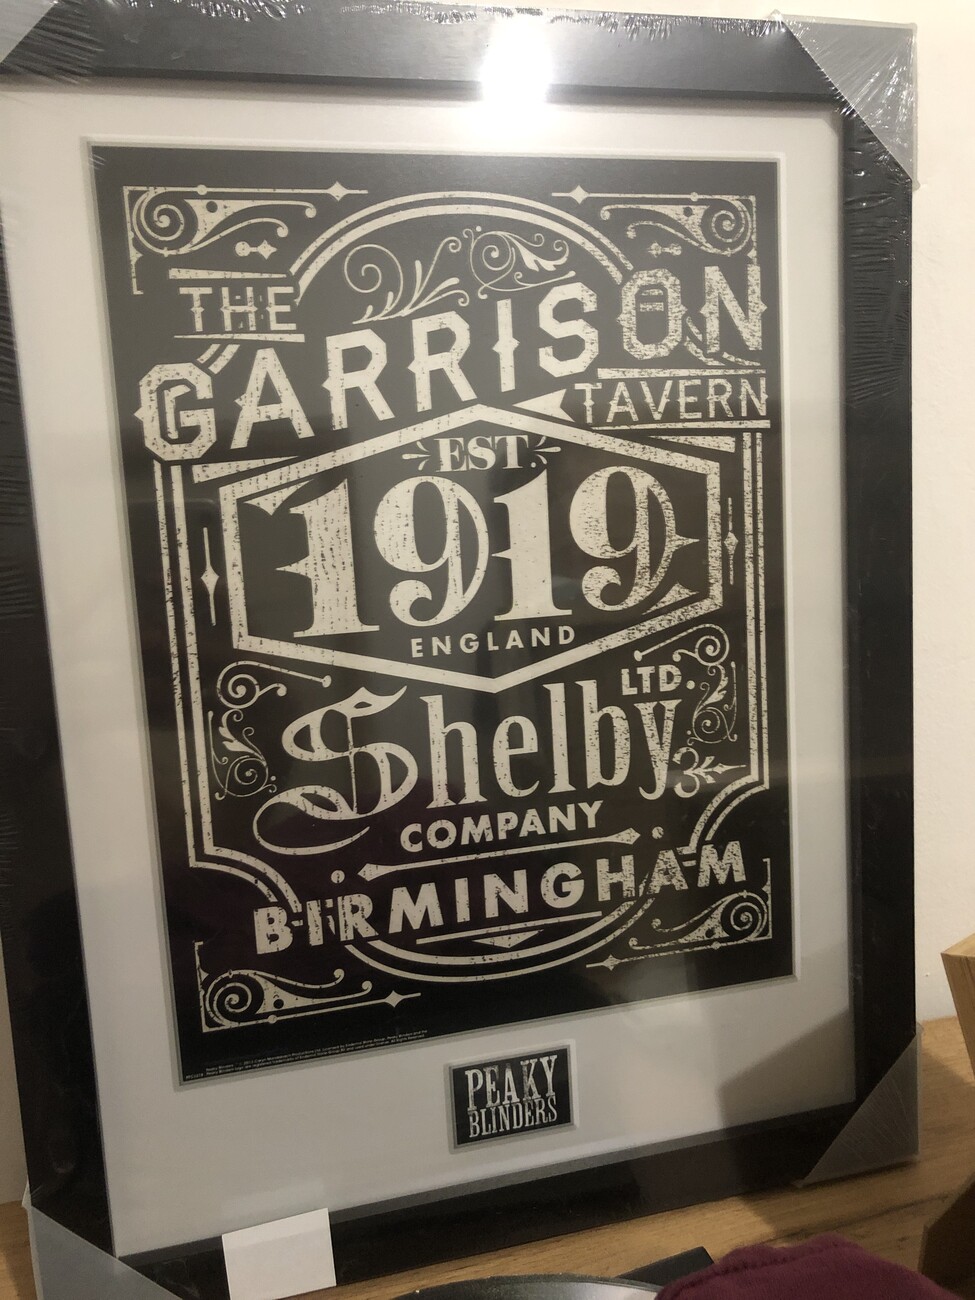 THE
GARRISON
TAVERN
EST.
1919
ENGLAND
Shelby LTD.
COMPANY
BIRMINGHAM
PEAKY
BLINDERS